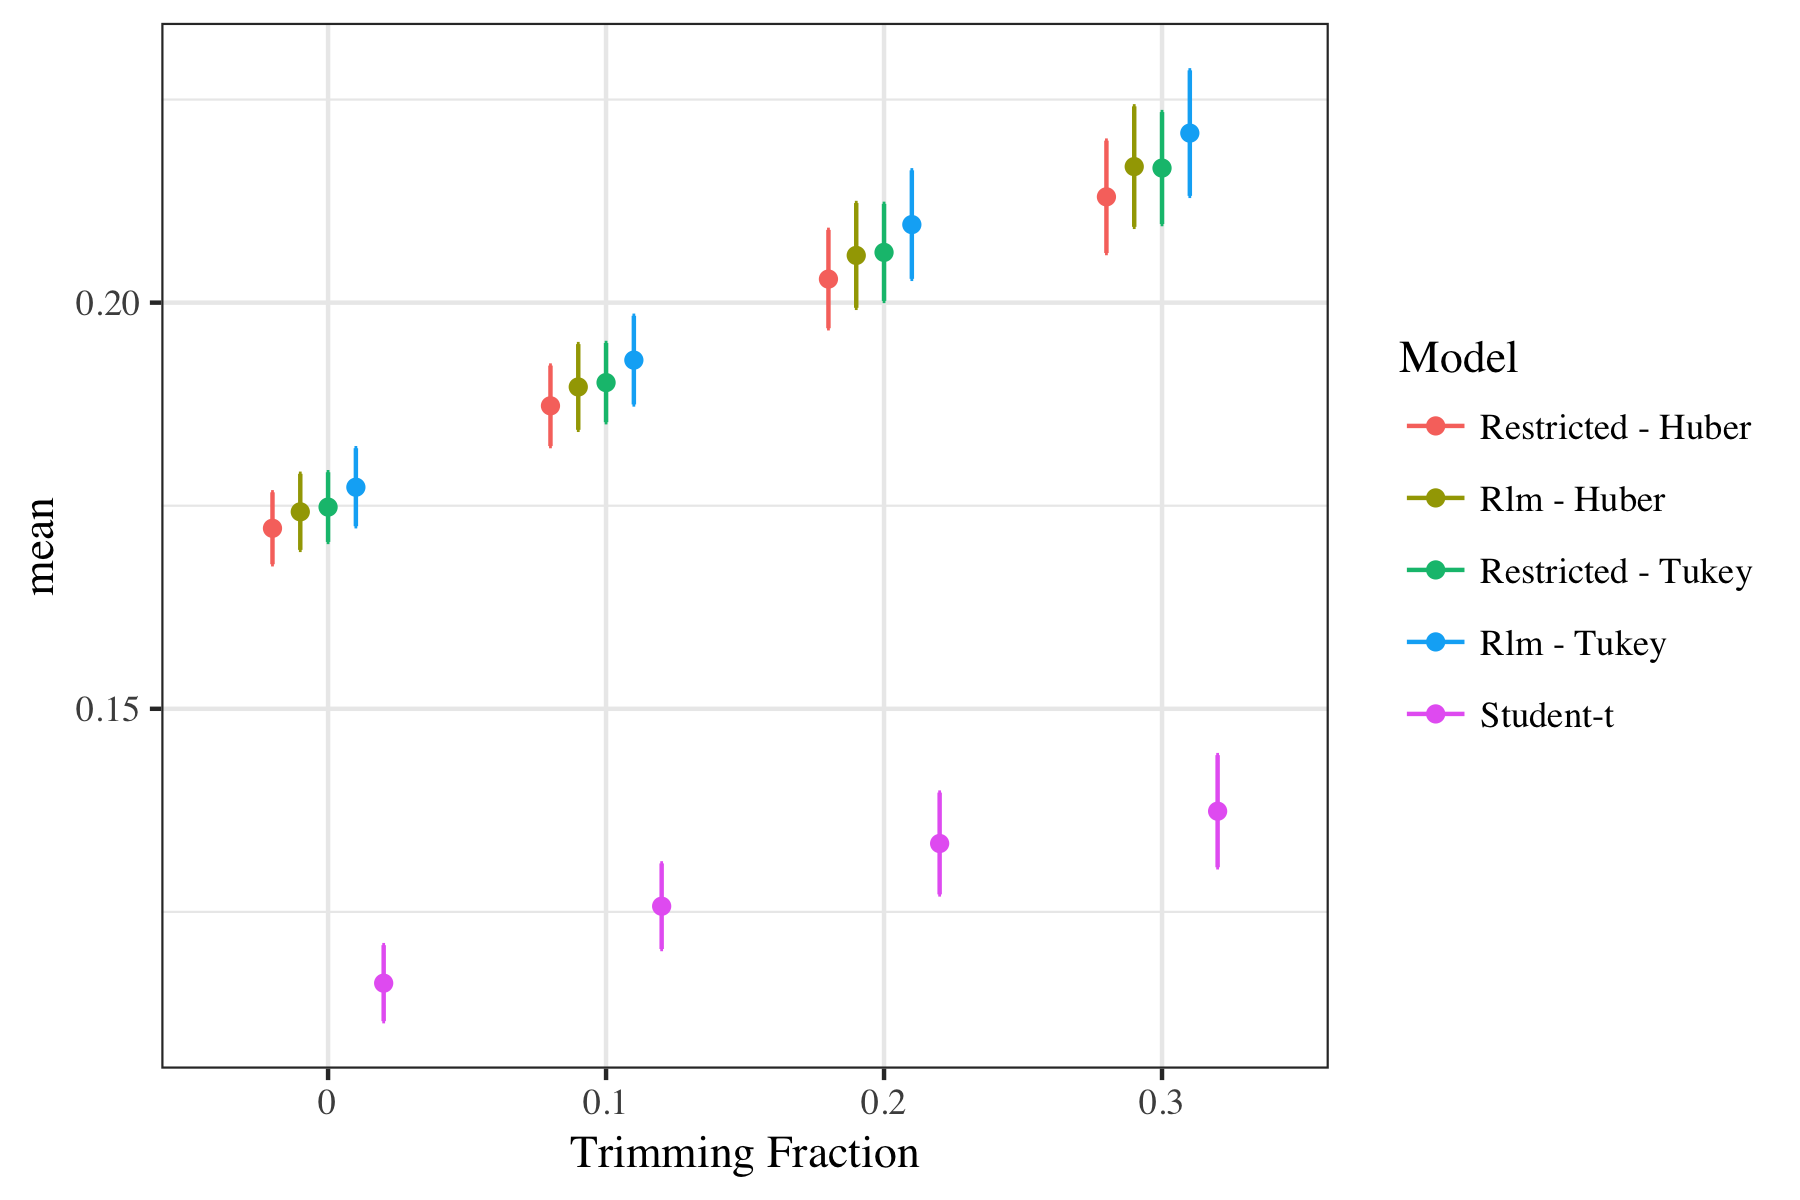 mean
0.20
0.15
0
0.1
0.2
0.3
Trimming Fraction
Model
Restricted - Huber
Rlm - Huber
Restricted - Tukey
Rlm - Tukey
Student-t